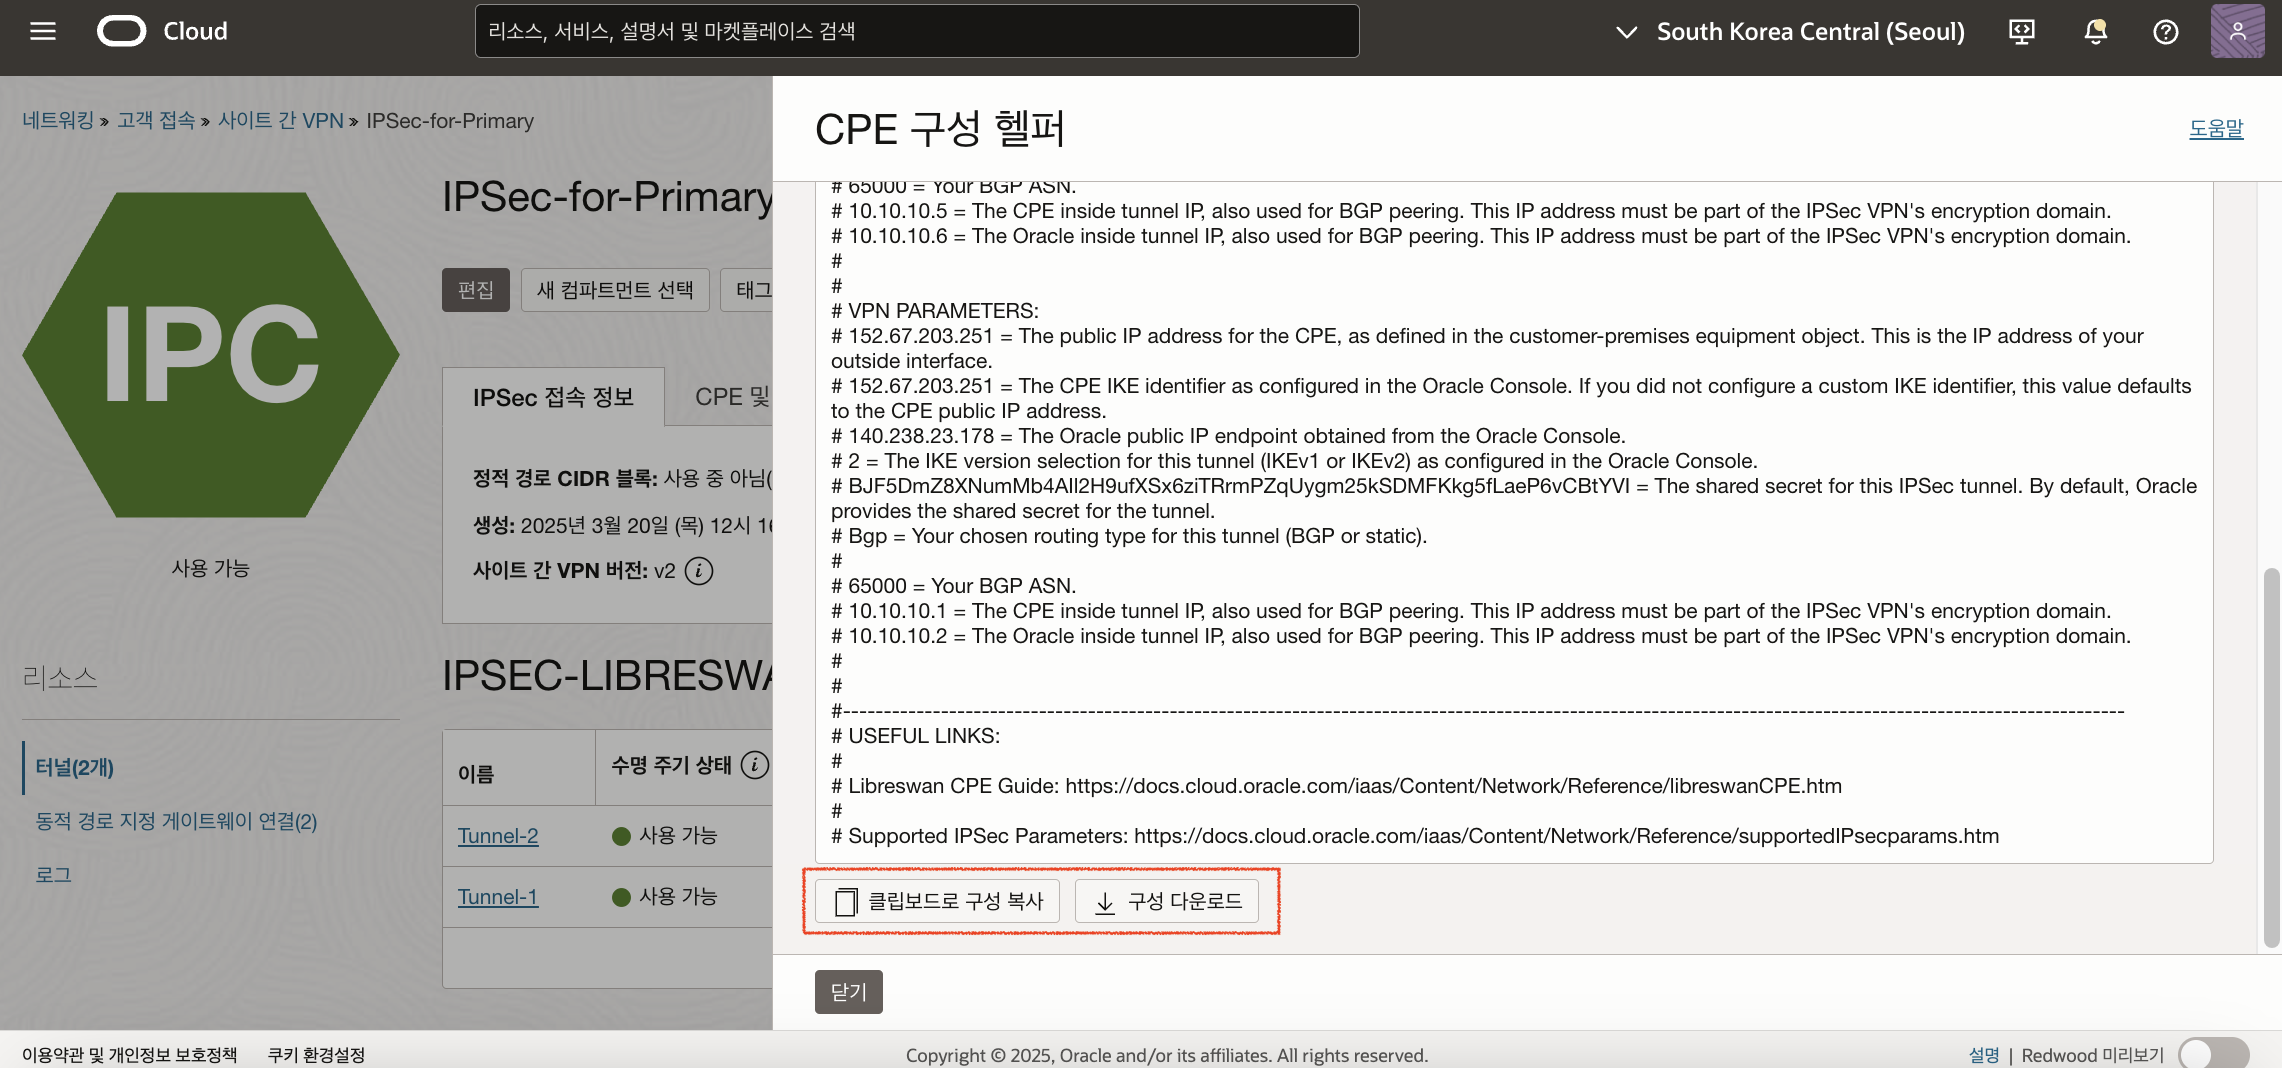 Cloud
리소스, 서비스, 설명서 및 마켓플레이스 검색
South Korea Central (Seoul)
네트워킹 » 고객 접속 » 사이트 간 VPN » IPSec-for-Primary
IPC
사용 가능
리소스
터널(2개)
동적 경로 지정 게이트웨이 연결(2)
로그
IPSec-for-Primary
편집
새 컴파트먼트 선택
태그
IPSec 접속 정보
CPE 및
정적 경로 CIDR 블록: 사용 중 아님(
생성: 2025년 3월 20일 (목) 12시 16
사이트 간 VPN 버전: v2
IPSEC-LIBRESWA
이름
수명 주기 상태
Tunnel-2
사용 가능
Tunnel-1
사용 가능
CPE 구성 헬퍼
도움말
# 65000 = Your BGP ASN.
# 10.10.10.5 = The CPE inside tunnel IP, also used for BGP peering. This IP address must be part of the IPSec VPN's encryption domain.
# 10.10.10.6 = The Oracle inside tunnel IP, also used for BGP peering. This IP address must be part of the IPSec VPN's encryption domain.
#
#
# VPN PARAMETERS:
# 152.67.203.251 = The public IP address for the CPE, as defined in the customer-premises equipment object. This is the IP address of your
outside interface.
# 152.67.203.251 = The CPE IKE identifier as configured in the Oracle Console. If you did not configure a custom IKE identifier, this value defaults
to the CPE public IP address.
# 140.238.23.178 = The Oracle public IP endpoint obtained from the Oracle Console.
# 2 = The IKE version selection for this tunnel (IKEv1 or IKEv2) as configured in the Oracle Console.
# BJF5DmZ8XNumMb4AIl2H9ufXSx6ziTRrmPZqUygm25kSDMFKkg5fLaeP6vCBtYVI = The shared secret for this IPSec tunnel. By default, Oracle
provides the shared secret for the tunnel.
# Bgp = Your chosen routing type for this tunnel (BGP or static).
#
# 65000 = Your BGP ASN.
# 10.10.10.1 = The CPE inside tunnel IP, also used for BGP peering. This IP address must be part of the IPSec VPN's encryption domain.
# 10.10.10.2 = The Oracle inside tunnel IP, also used for BGP peering. This IP address must be part of the IPSec VPN's encryption domain.
#
#
#----------------------------------------------------------------------------------------------------------------------------------------------------------------
# USEFUL LINKS:
#
# Libreswan CPE Guide: https://docs.cloud.oracle.com/iaas/Content/Network/Reference/libreswanCPE.htm
#
# Supported IPSec Parameters: https://docs.cloud.oracle.com/iaas/Content/Network/Reference/supportedIPsecparams.htm
클립보드로 구성 복사
구성 다운로드
닫기
이용약관 및 개인정보 보호정책
쿠키 환경설정
Copyright © 2025, Oracle and/or its affiliates. All rights reserved.
설명 | Redwood 미리보기